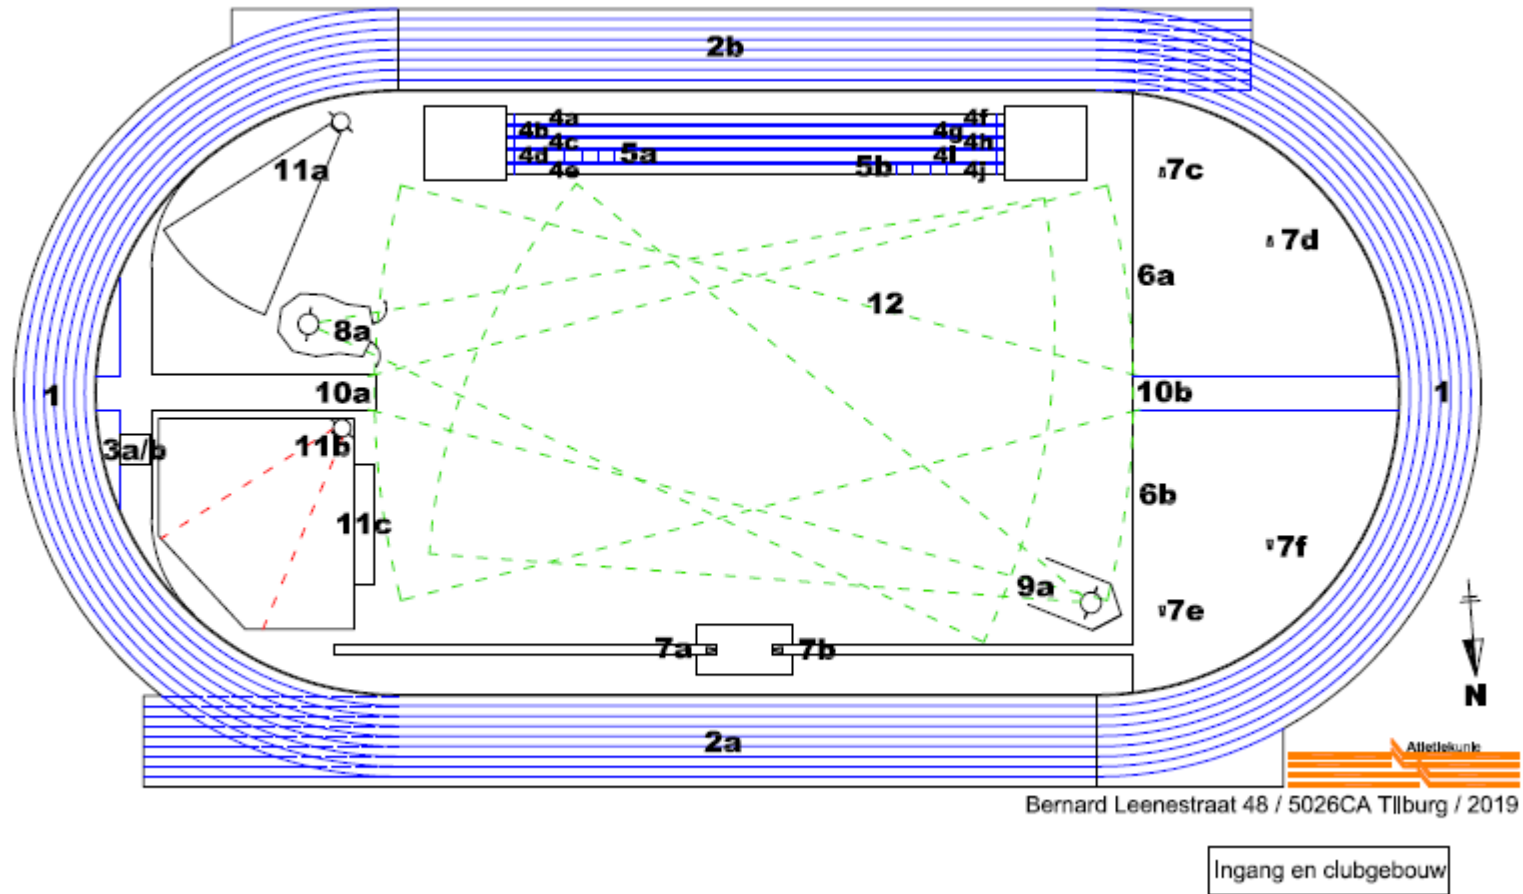 2b
4a
4f
4b
4g
4c
4h
4d
5a
4i
5b
4e
4j
11a
7c
7d
6a
12
8a
1
10a
10b
1
3a/b
11b
6b
11c
7f
9a
7e
7a
7b
N
2a
Atletiekunie
Bernard Leenestraat 48 / 5026CA Tilburg / 2019
Ingang en clubgebouw